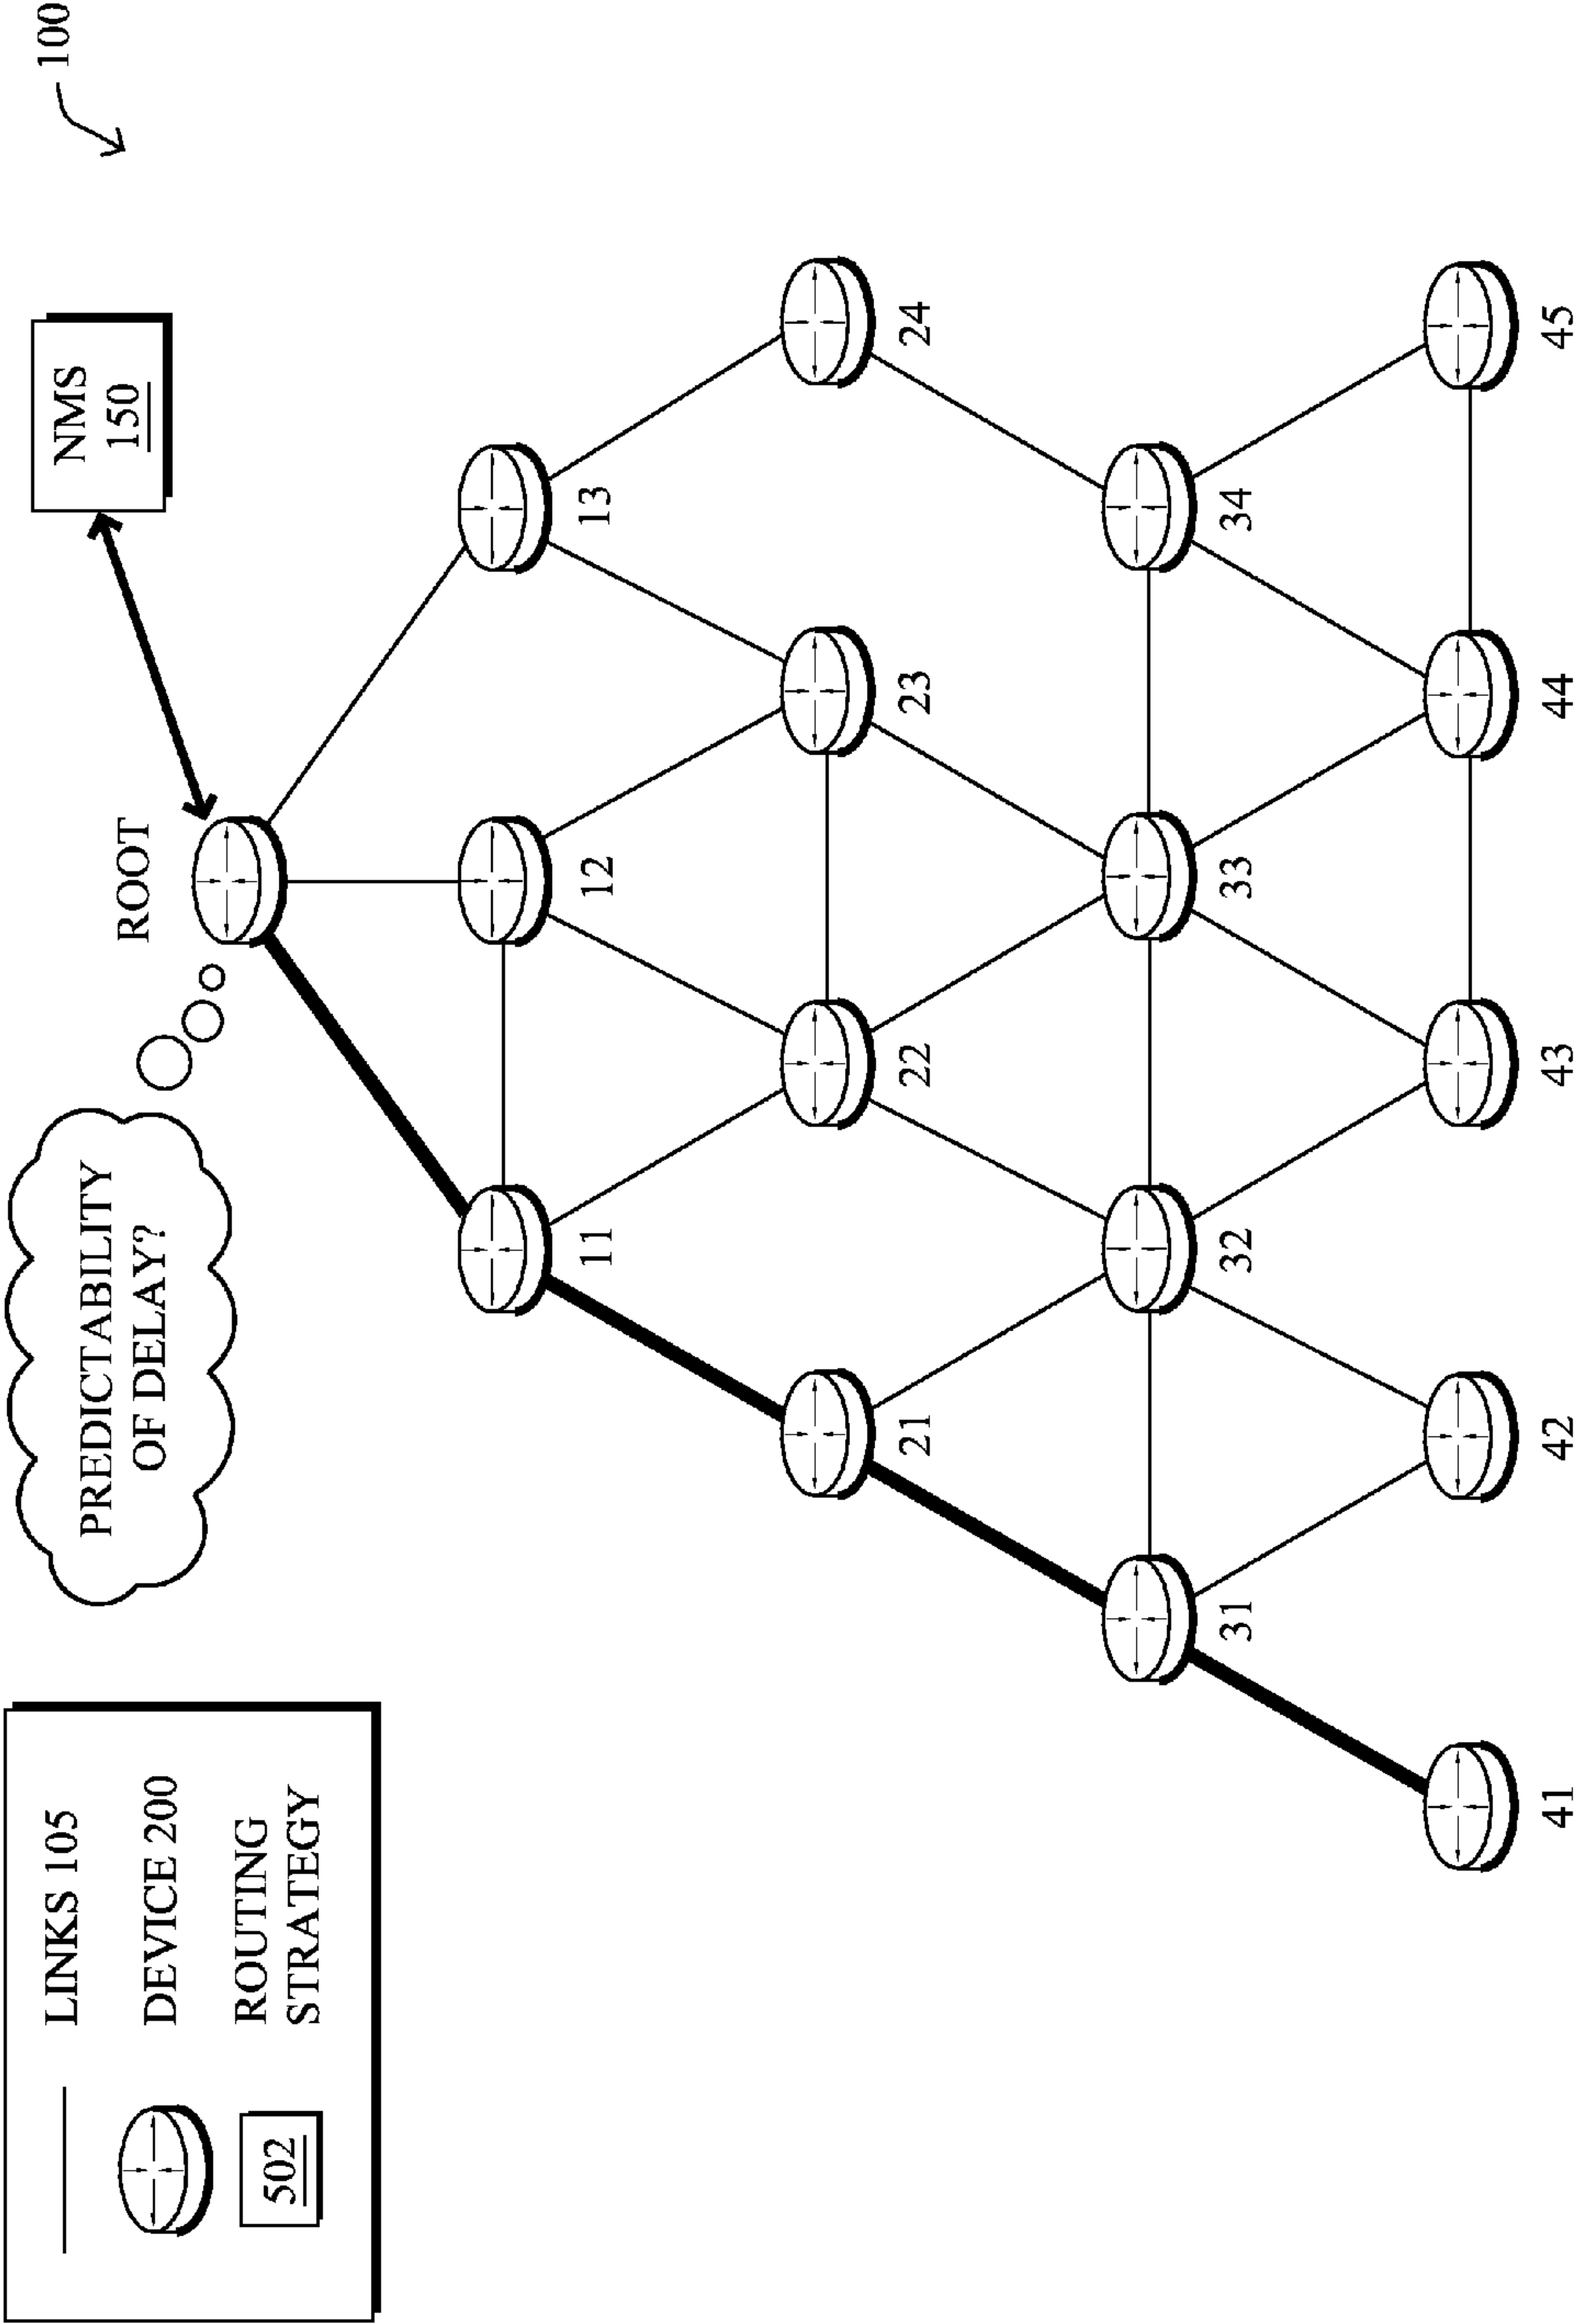 100
NMS
150
ROOT
PREDICTABILITY
OF DELAY?
LINKS 105
DEVICE 200
502
ROUTING
STRATEGY
11
12
13
21
22
23
24
31
32
33
34
41
42
43
44
45